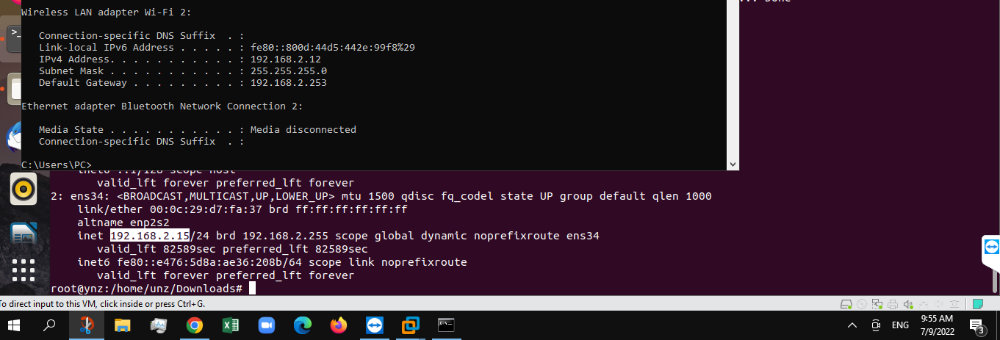 ... Done
Wireless LAN adapter Wi-Fi 2:
Connection-specific DNS Suffix  . :
Link-local IPv6 Address . . . . . : fe80::800d:44d5:442e:99f8%29
IPv4 Address. . . . . . . . . . . : 192.168.2.12
Subnet Mask . . . . . . . . . . . : 255.255.255.0
Default Gateway . . . . . . . . . : 192.168.2.253
Ethernet adapter Bluetooth Network Connection 2:
Media State . . . . . . . . . . . : Media disconnected
Connection-specific DNS Suffix  . :
C:\Users\PC>
inet6 ::1/128 scope host
valid_lft forever preferred_lft forever
2: ens34: <BROADCAST,MULTICAST,UP,LOWER_UP> mtu 1500 qdisc fq_codel state UP group default qlen 1000
link/ether 00:0c:29:d7:fa:37 brd ff:ff:ff:ff:ff:ff
altname enp2s2
inet 192.168.2.15/24 brd 192.168.2.255 scope global dynamic noprefixroute ens34
valid_lft 82589sec preferred_lft 82589sec
inet6 fe80::e476:5d8a:ae36:208b/64 scope link noprefixroute
valid_lft forever preferred_lft forever
root@ynz:/home/unz/Downloads#
To direct input to this VM, click inside or press Ctrl+G.
ENG
9:55 AM
7/9/2022
3